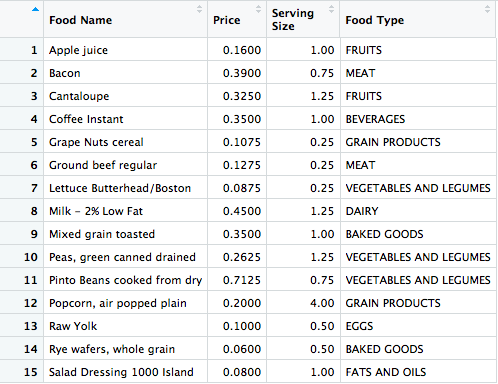 Food Name Price Serving Size Food Type
1 Apple juice 0.1600 1.00 FRUITS
2 Bacon 0.3900 0.75 MEAT
3 Cantaloupe 0.3250 1.25 FRUITS
4 Coffee Instant 0.3500 1.00 BEVERAGES
5 Grape Nuts cereal 0.1075 0.25 GRAIN PRODUCTS
6 Ground beef regular 0.1275 0.25 MEAT
7 Lettuce Butterhead/Boston 0.0875 0.25 VEGETABLES AND LEGUMES
8 Milk - 2% Low Fat 0.4500 1.25 DAIRY
9 Mixed grain toasted 0.3500 1.00 BAKED GOODS
10 Peas, green canned drained 0.2625 1.25 VEGETABLES AND LEGUMES
11 Pinto Beans cooked from dry 0.7125 0.75 VEGETABLES AND LEGUMES
12 Popcorn, air popped plain 0.2000 4.00 GRAIN PRODUCTS
13 Raw Yolk 0.1000 0.50 EGGS
14 Rye wafers, whole grain 0.0600 0.50 BAKED GOODS
15 Salad Dressing 1000 Island 0.0800 1.00 FATS AND OILS